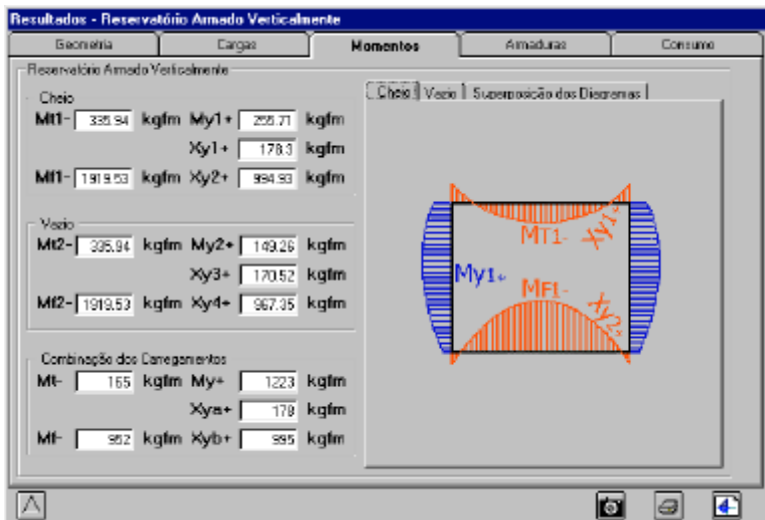 Resultados - Reservatório Armado Verticalmente
Geometria Cargas Momentos Armaduras Consumo
Reservatório Armado Verticalmente
Cheio Vazio Superposição dos Diagramas
Cheio
Mt1- 335.94 kgfm My1+ 255.71 kgfm
Xy1+ 178.3 kgfm
Mf1- 1919.53 kgfm Xy2+ 994.93 kgfm
Vazio
Mt2- 335.94 kgfm My2+ 149.26 kgfm
Xy3+ 170.52 kgfm
Mf2- 1919.53 kgfm Xy4+ 967.35 kgfm
Combinação dos Carregamentos
Mt- 165 kgfm My+ 1223 kgfm
Xya+ 178 kgfm
Mf- 952 kgfm Xyb+ 995 kgfm
MT1- Xy1+
My1+ MF1- Xy2+